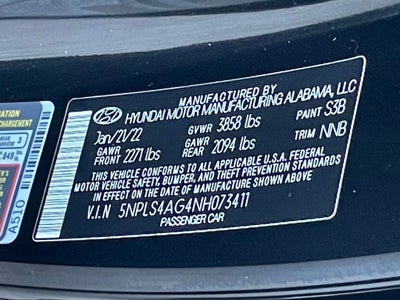 HYUNDAI MOTOR MANUFACTURING ALABAMA, LLC
Jan/21/22 GVWR 3858 lbs PAINT S3B
GAWR FRONT 2271 lbs GAWR REAR 2094 lbs TRIM NNB
THIS VEHICLE CONFORMS TO ALL APPLICABLE U.S.A. FEDERAL
MOTOR VEHICLE SAFETY, BUMPER, AND THEFT PREVENTION STANDARDS
IN EFFECT ON THE DATE OF MANUFACTURE SHOWN ABOVE.
V.I.N 5NPLS4AG4NH073411
PASSENGER CAR
A510
3